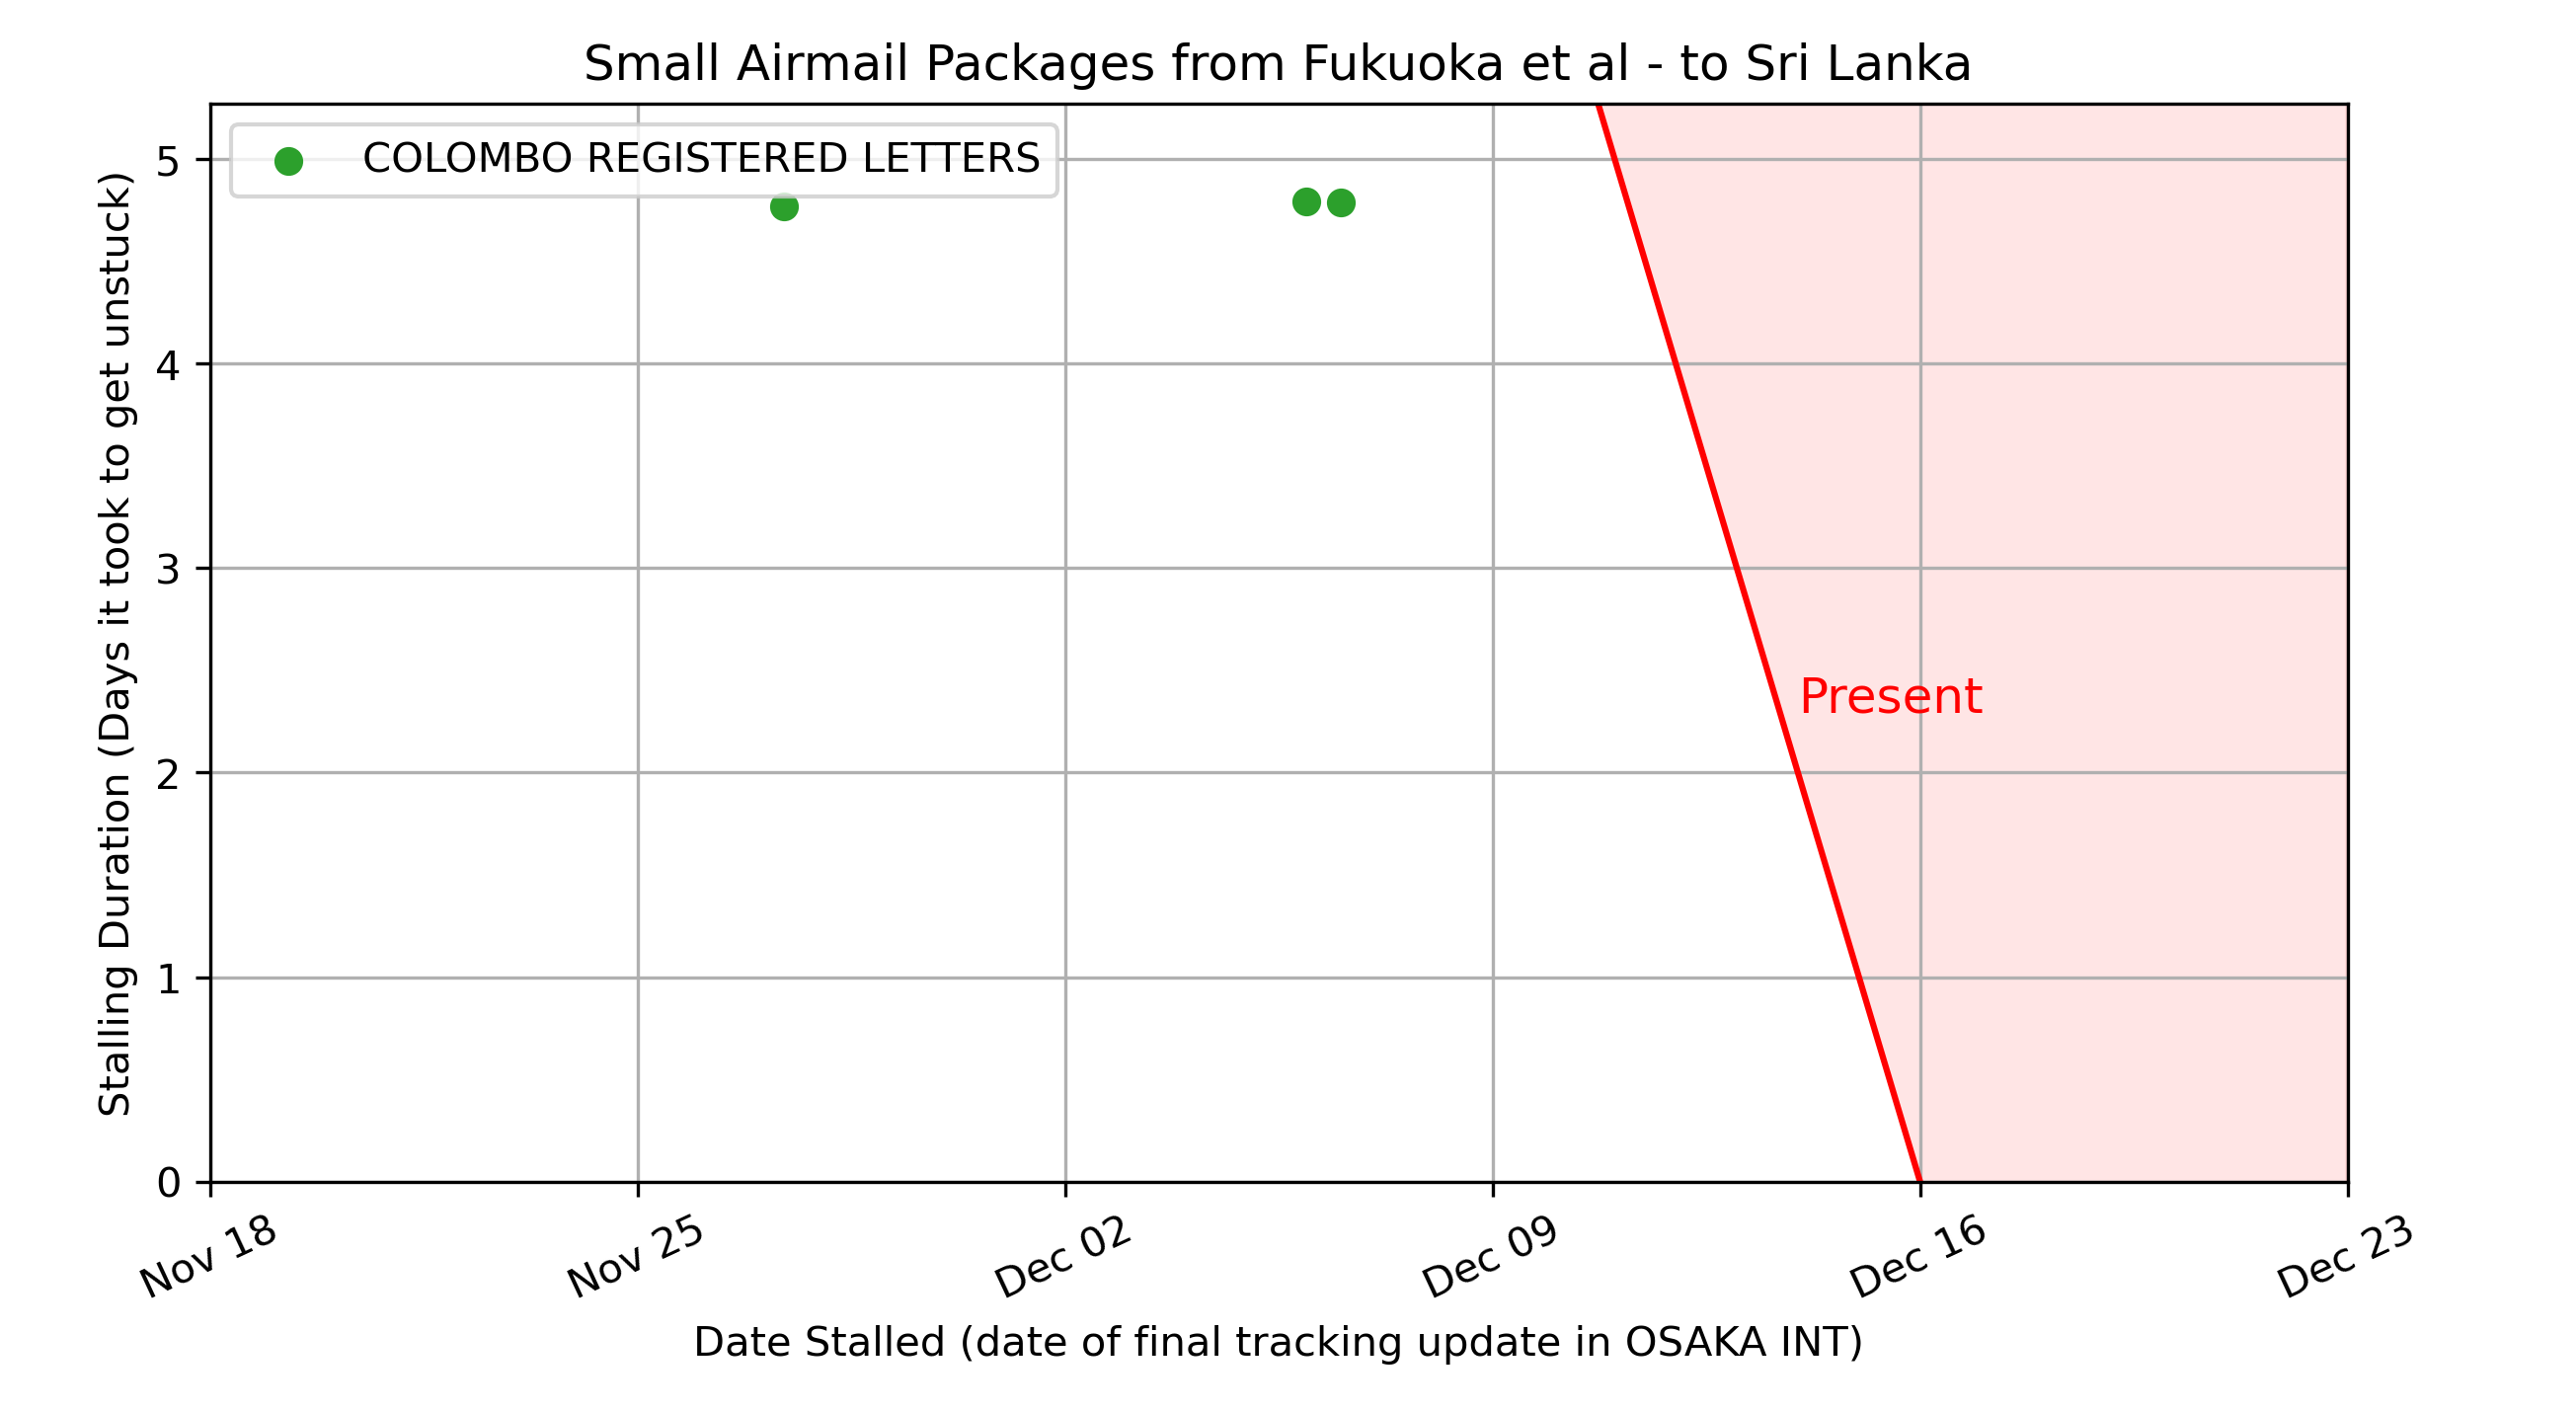 Small Airmail Packages from Fukuoka et al - to Sri Lanka
COLOMBO REGISTERED LETTERS
Stalling Duration (Days it took to get unstuck)
5
4
3
2
1
0
Present
Nov 18
Nov 25
Dec 02
Dec 09
Dec 16
Dec 23
Date Stalled (date of final tracking update in OSAKA INT)